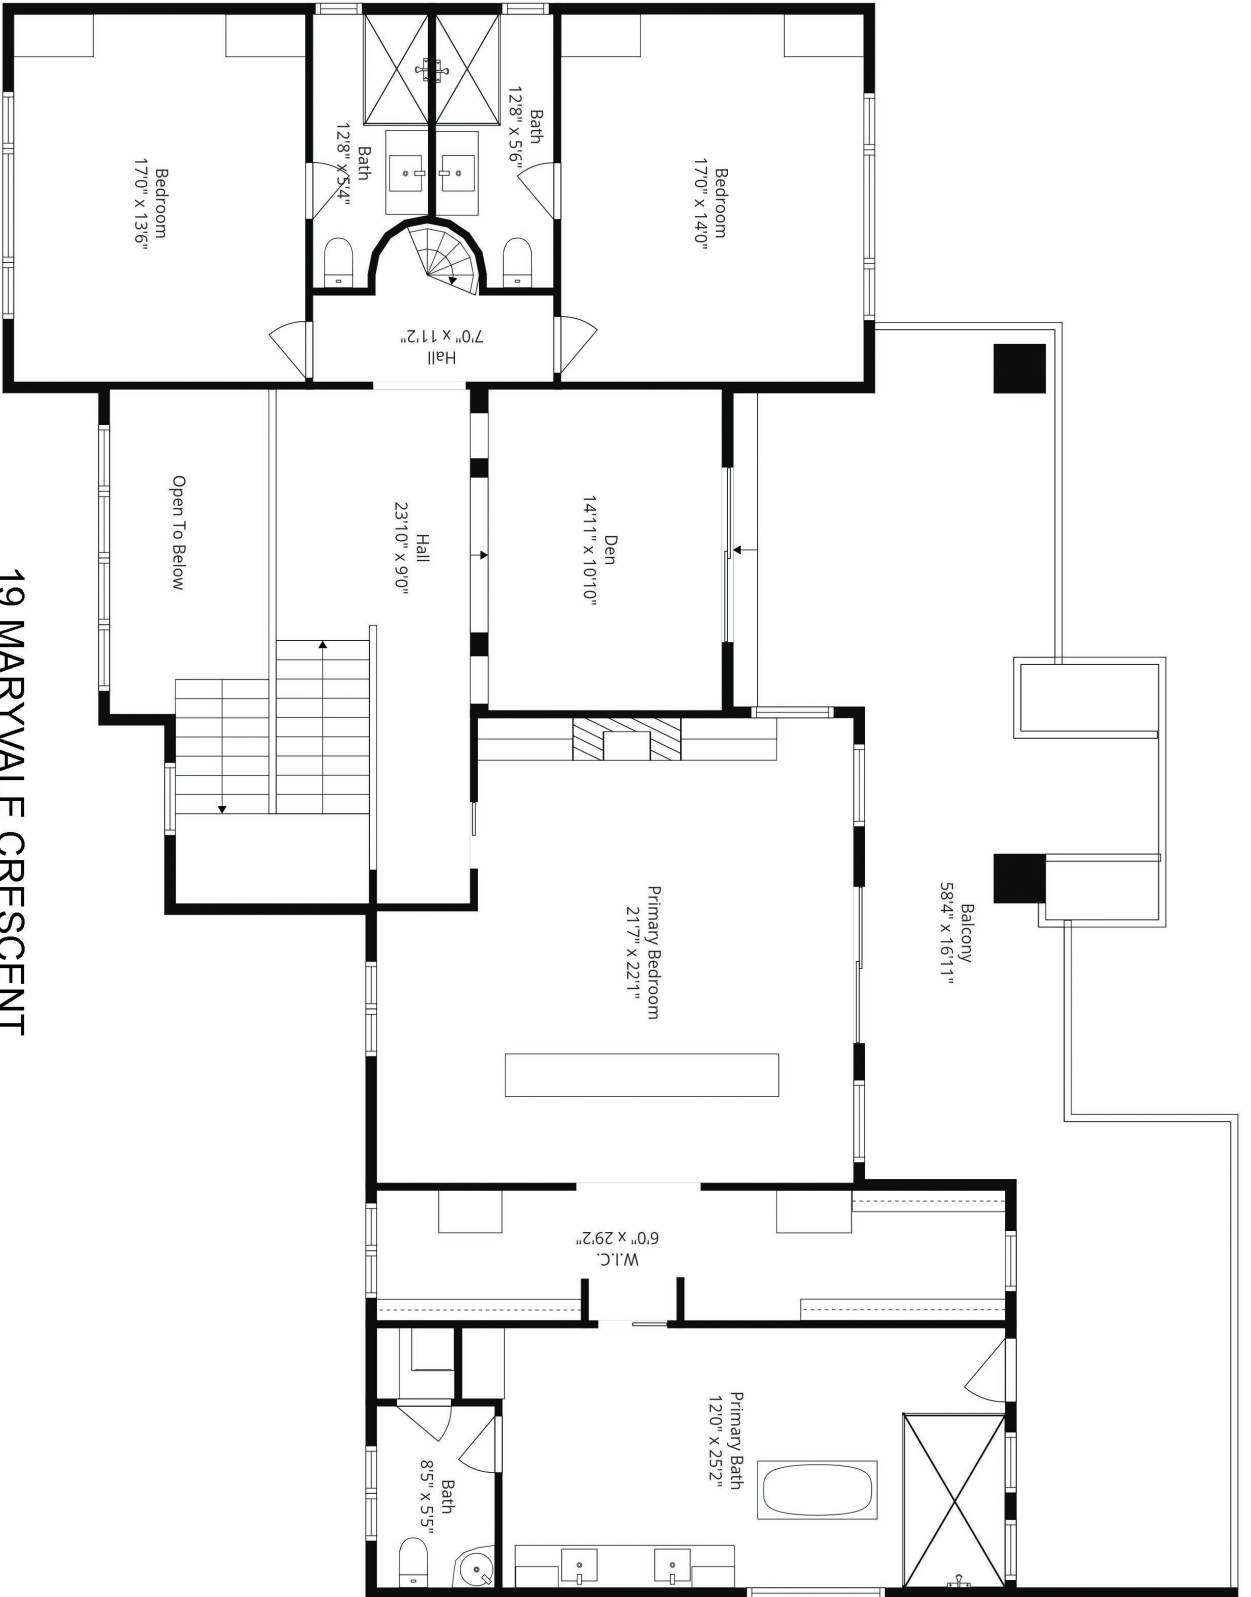 Bedroom
17'0" x 13'6"
Bath
12'8" x 5'4"
Bath
12'8" x 5'6"
Bedroom
17'0" x 14'0"
Hall
7'0" x 11'2"
Open To Below
Hall
23'10" x 9'0"
Den
14'11" x 10'10"
Primary Bedroom
21'7" x 22'1"
Balcony
58'4" x 16'11"
W.I.C.
6'0" x 29'2"
Primary Bath
12'0" x 25'2"
Bath
8'5" x 5'5"
19 MARYVALE CRESCENT